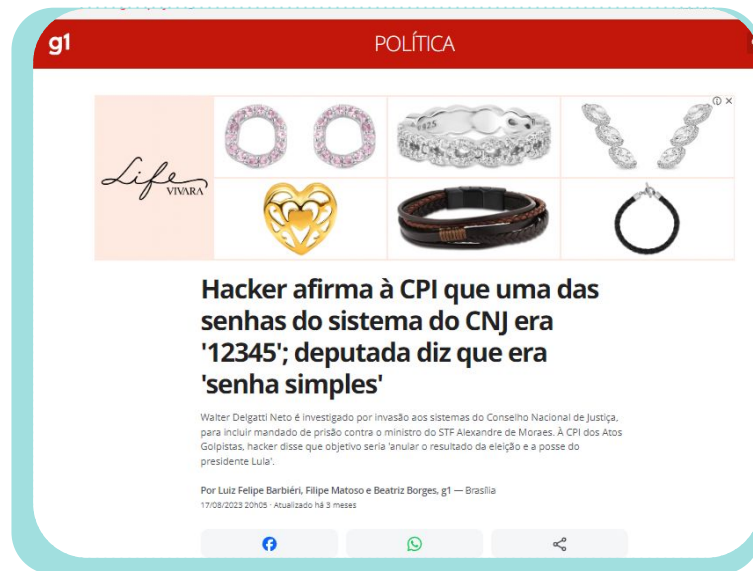 g1
POLÍTICA
Life
VIVARA
925
Hacker afirma à CPI que uma das
senhas do sistema do CNJ era
'12345'; deputada diz que era
'senha simples'
Walter Delgatti Neto é investigado por invasão aos sistemas do Conselho Nacional de Justiça,
para incluir mandado de prisão contra o ministro do STF Alexandre de Moraes. À CPI dos Atos
Golpistas, hacker disse que objetivo seria 'anular o resultado da eleição e a posse do
presidente Lula'.
Por Luiz Felipe Barbiéri, Filipe Matoso e Beatriz Borges, g1 — Brasília
17/08/2023 20h05 · Atualizado há 3 meses